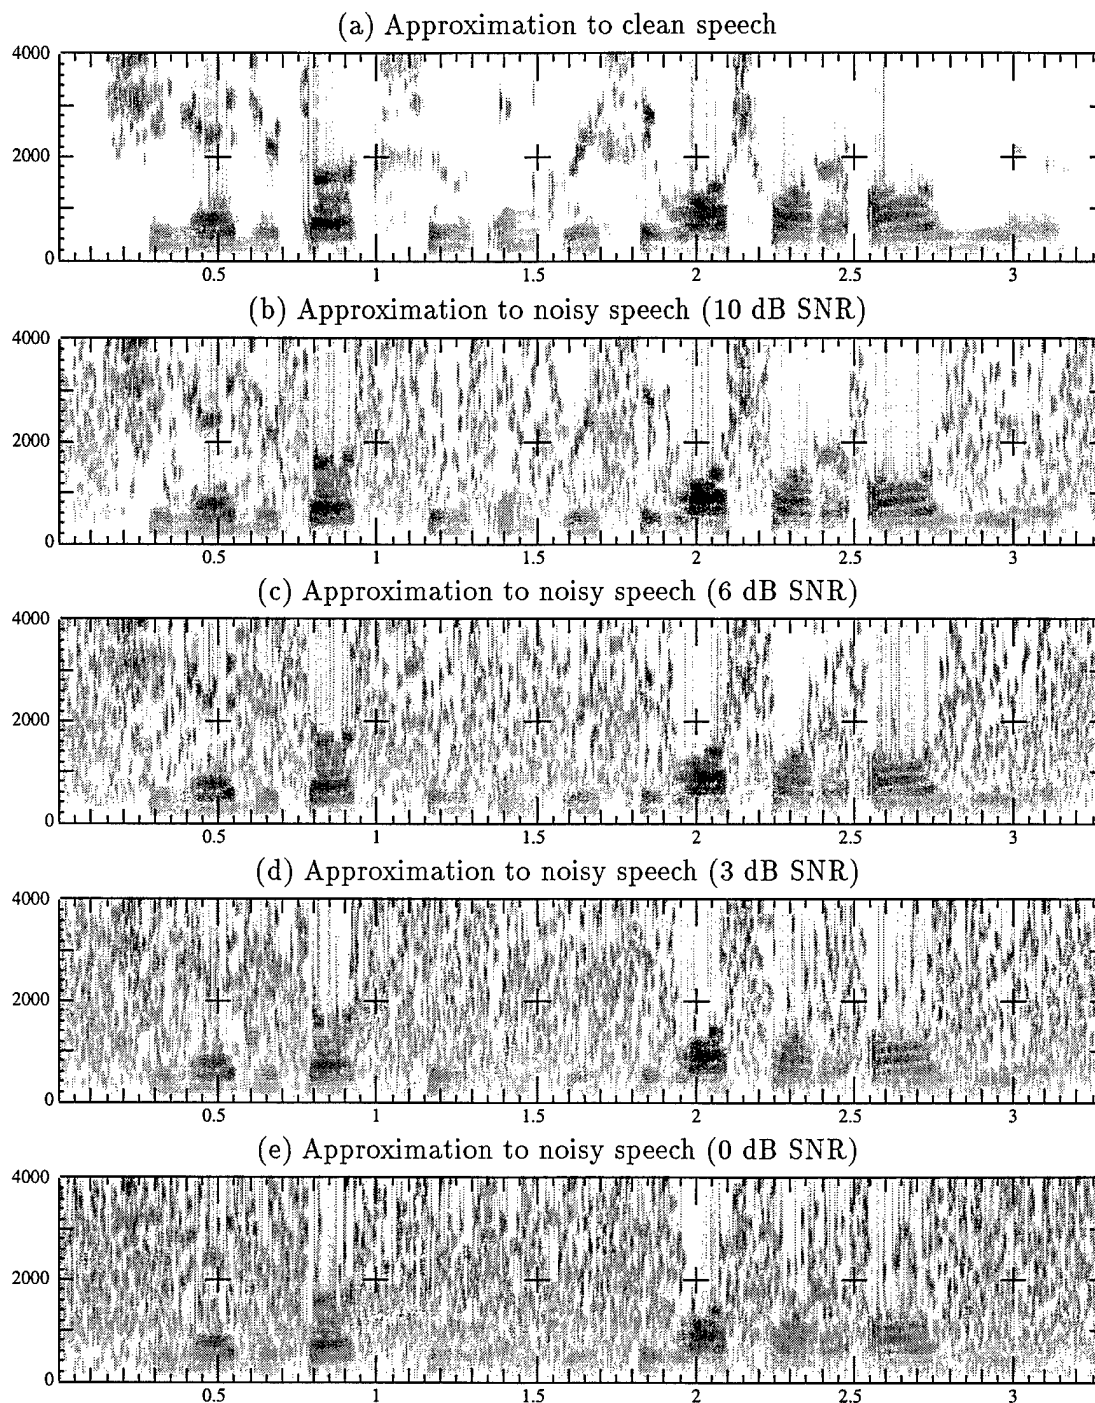 (a) Approximation to clean speech
4000
2000
0
0.5 1 1.5 2 2.5 3
(b) Approximation to noisy speech (10 dB SNR)
4000
2000
0
0.5 1 1.5 2 2.5 3
(c) Approximation to noisy speech (6 dB SNR)
4000
2000
0
0.5 1 1.5 2 2.5 3
(d) Approximation to noisy speech (3 dB SNR)
4000
2000
0
0.5 1 1.5 2 2.5 3
(e) Approximation to noisy speech (0 dB SNR)
4000
2000
0
0.5 1 1.5 2 2.5 3